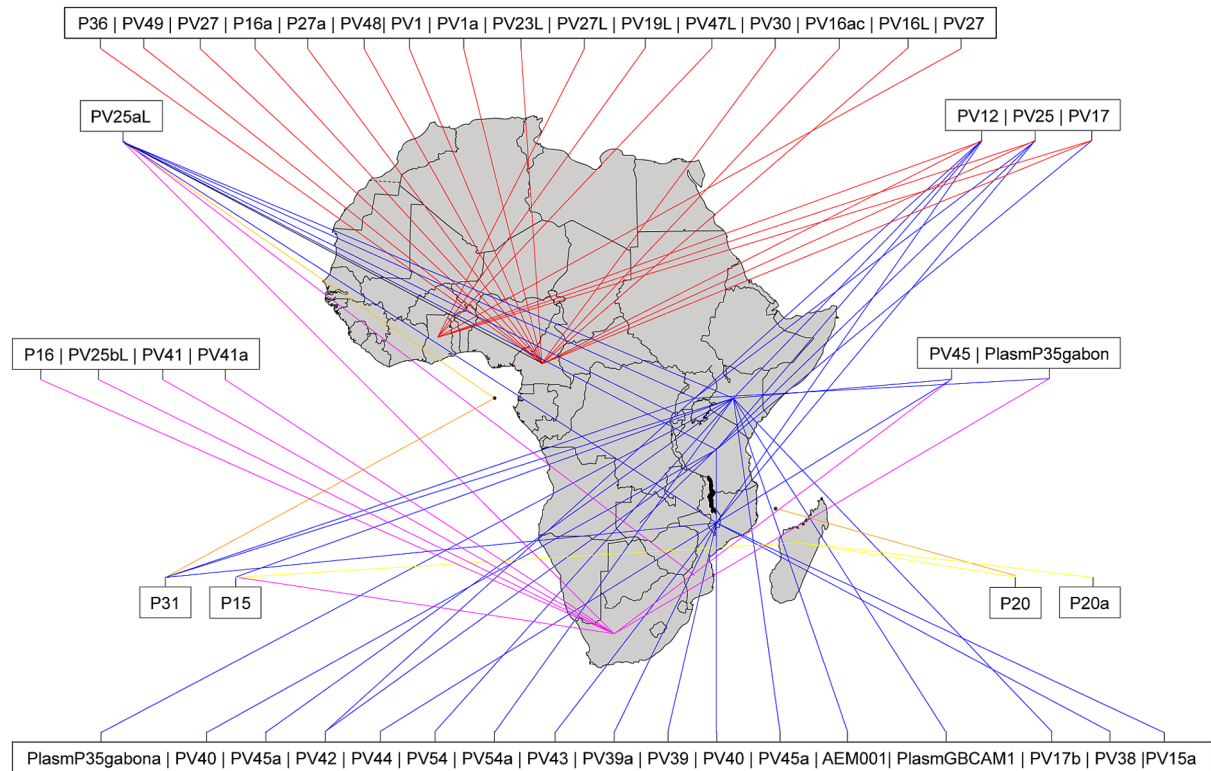 P36 | PV49 | PV27 | P16a | P27a | PV48| PV1 | PV1a | PV23L | PV27L | PV19L | PV47L | PV30 | PV16ac | PV16L | PV27
PV25aL
PV12 | PV25 | PV17
P16 | PV25bL | PV41 | PV41a
PV45 | PlasmP35gabon
P31
P15
P20
P20a
PlasmP35gabona | PV40 | PV45a | PV42 | PV44 | PV54 | PV54a | PV43 | PV39a | PV39 | PV40 | PV45a | AEM001| PlasmGBCAM1 | PV17b | PV38 |PV15a